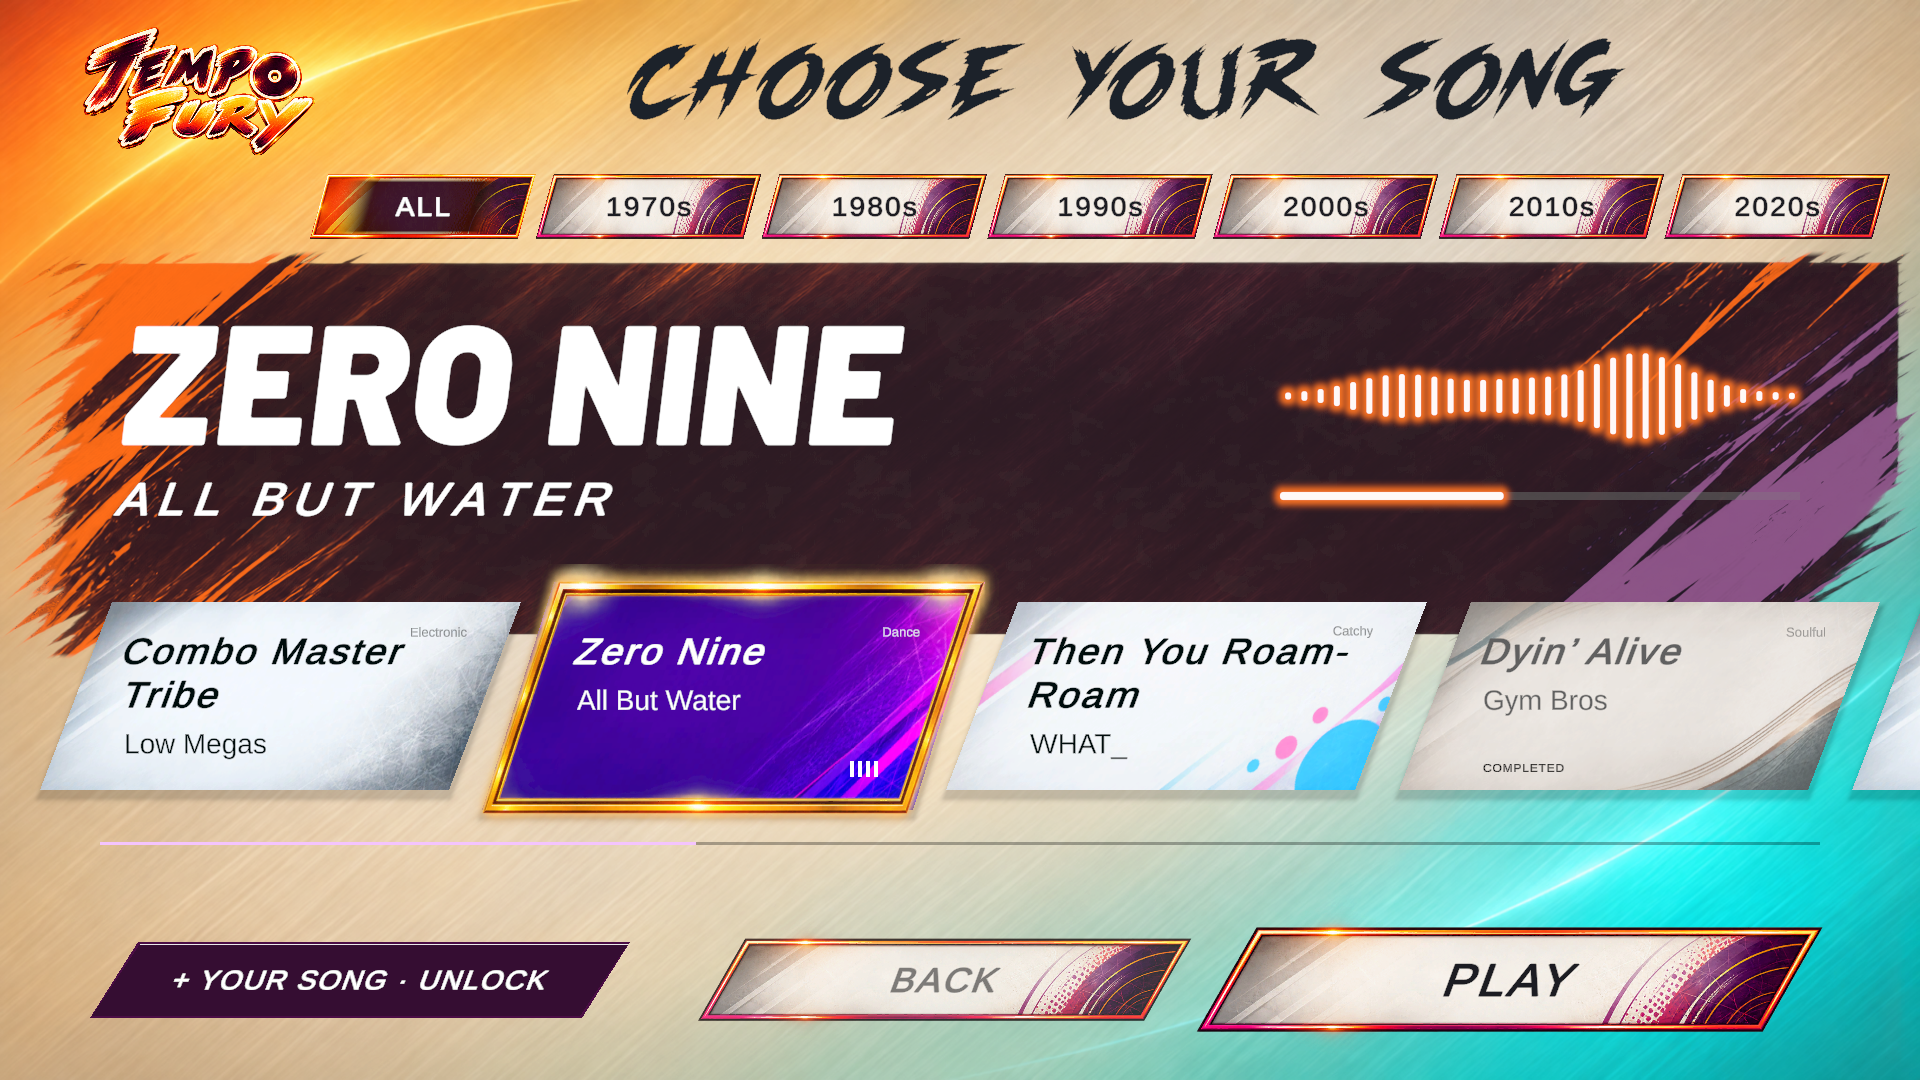 TEMPO
FURY
CHOOSE YOUR SONG
ALL
1970s
1980s
1990s
2000s
2010s
2020s
ZERO NINE
ALL BUT WATER
Electronic
Combo Master
Tribe
Low Megas
Dance
Zero Nine
All But Water
Catchy
Then You Roam-
Roam
WHAT_
Soulful
Dyin’ Alive
Gym Bros
COMPLETED
+ YOUR SONG · UNLOCK
BACK
PLAY